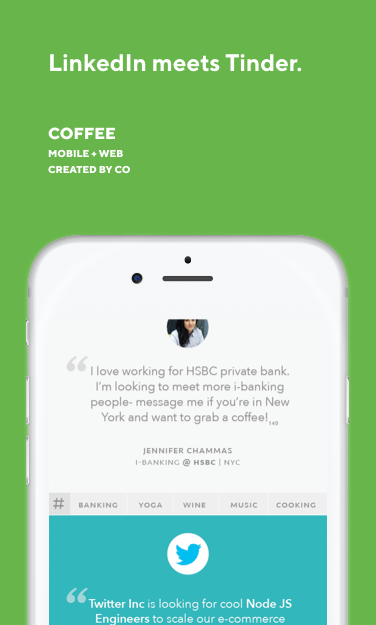 LinkedIn meets Tinder.
COFFEE
MOBILE + WEB
CREATED BY CO
“ I love working for HSBC private bank.
I’m looking to meet more i-banking
people- message me if you’re in New
York and want to grab a coffee! 140
JENNIFER CHAMMAS
I-BANKING @ HSBC | NYC
# BANKING YOGA WINE MUSIC COOKING
“ Twitter Inc is looking for cool Node JS
Engineers to scale our e-commerce